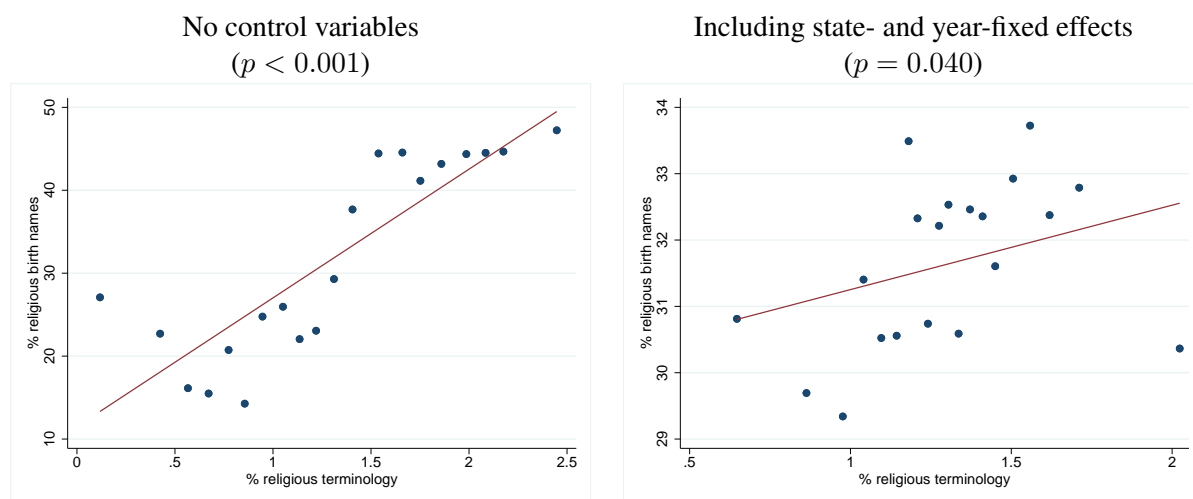 No control variables
(p < 0.001)
% religious birth names
50
40
30
20
10
0
.5
1
1.5
2
2.5
% religious terminology
Including state- and year-fixed effects
(p = 0.040)
% religious birth names
34
33
32
31
30
29
.5
1
1.5
2
% religious terminology